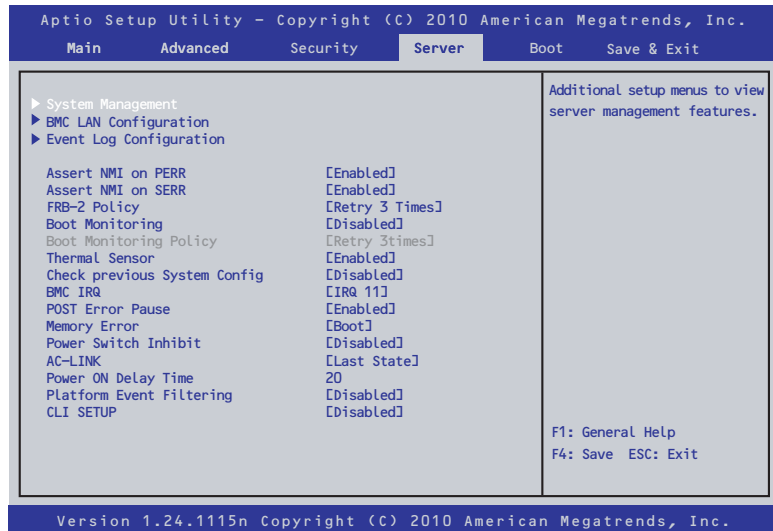 Aptio Setup Utility – Copyright (C) 2010 American Megatrends, Inc.
Main Advanced Security Server Boot Save & Exit
▶ System Management
▶ BMC LAN Configuration
▶ Event Log Configuration
Assert NMI on PERR [Enabled]
Assert NMI on SERR [Enabled]
FRB-2 Policy [Retry 3 Times]
Boot Monitoring [Disabled]
Boot Monitoring Policy [Retry 3times]
Thermal Sensor [Enabled]
Check previous System Config [Disabled]
BMC IRQ [IRQ 11]
POST Error Pause [Enabled]
Memory Error [Boot]
Power Switch Inhibit [Disabled]
AC-LINK [Last State]
Power ON Delay Time 20
Platform Event Filtering [Disabled]
CLI SETUP [Disabled]
Additional setup menus to view
server management features.
F1: General Help
F4: Save ESC: Exit
Version 1.24.1115n Copyright (C) 2010 American Megatrends, Inc.